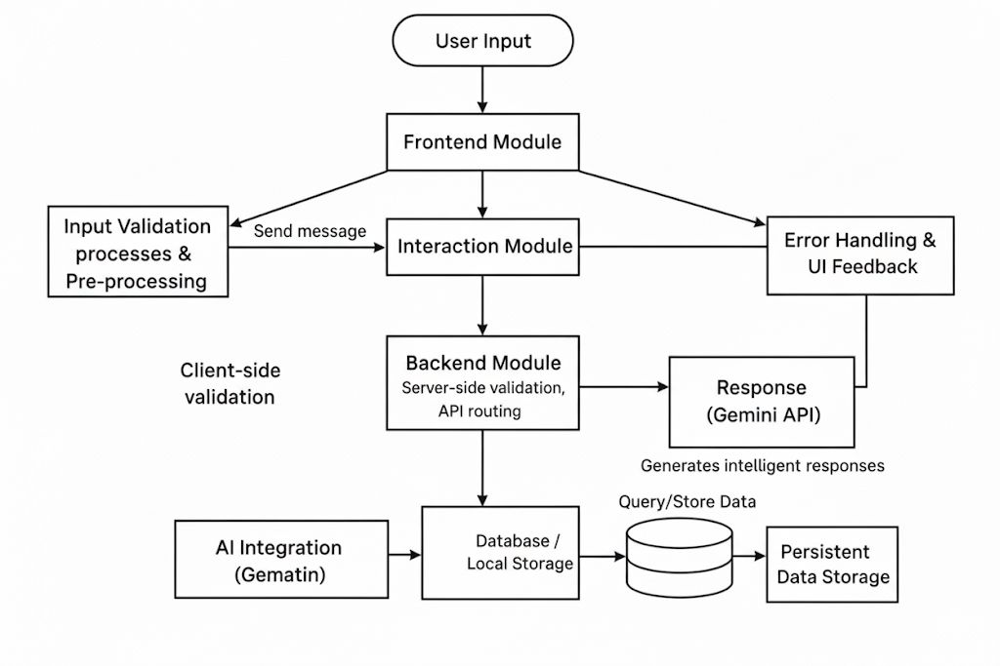 User Input
Frontend Module
Input Validation
processes &
Pre-processing
Send message
Interaction Module
Error Handling &
UI Feedback
Client-side
validation
Backend Module
Server-side validation,
API routing
Response
(Gemini API)
Generates intelligent responses
Query/Store Data
AI Integration
(Gematin)
Database /
Local Storage
Persistent
Data Storage